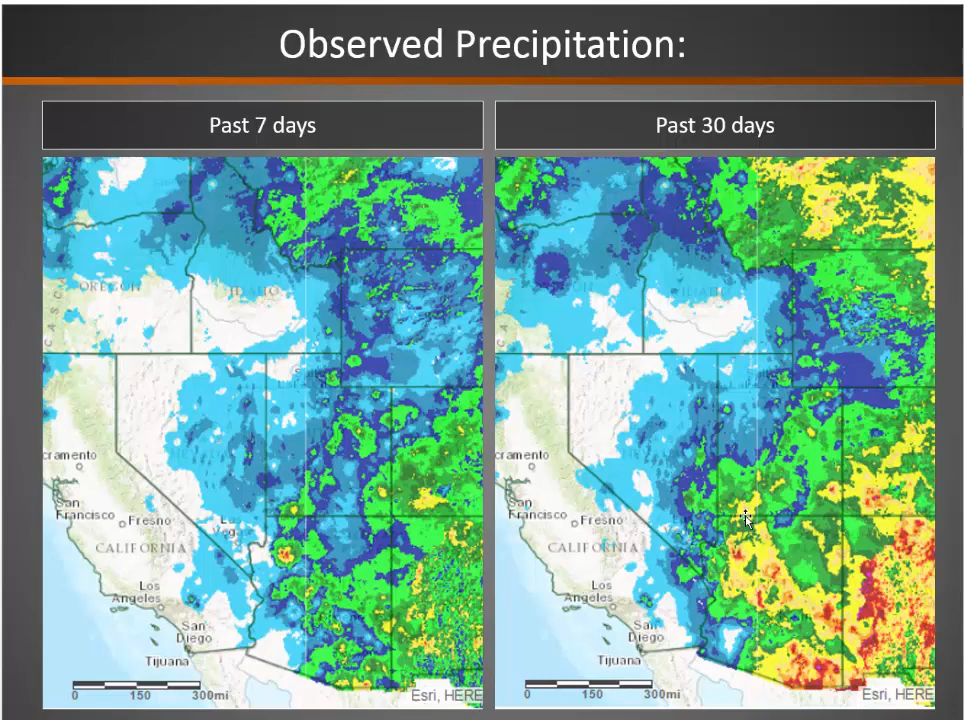 Observed Precipitation:
Past 7 days
Past 30 days
OREGON
IDAHO
cramento
San
Francisco
Fresno
CALIFORNIA
Los
Angeles
San
Diego
Tijuana
0 150 300mi
Esri, HERE
San
Francisco
Fresno
CALIFORNIA
Los
Angeles
San
Diego
Tijuana
0 150 300mi
Esri, HERE